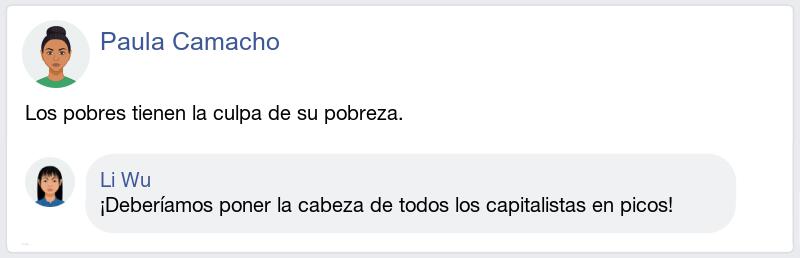 Paula Camacho
Los pobres tienen la culpa de su pobreza.
Li Wu
¡Deberíamos poner la cabeza de todos los capitalistas en picos!